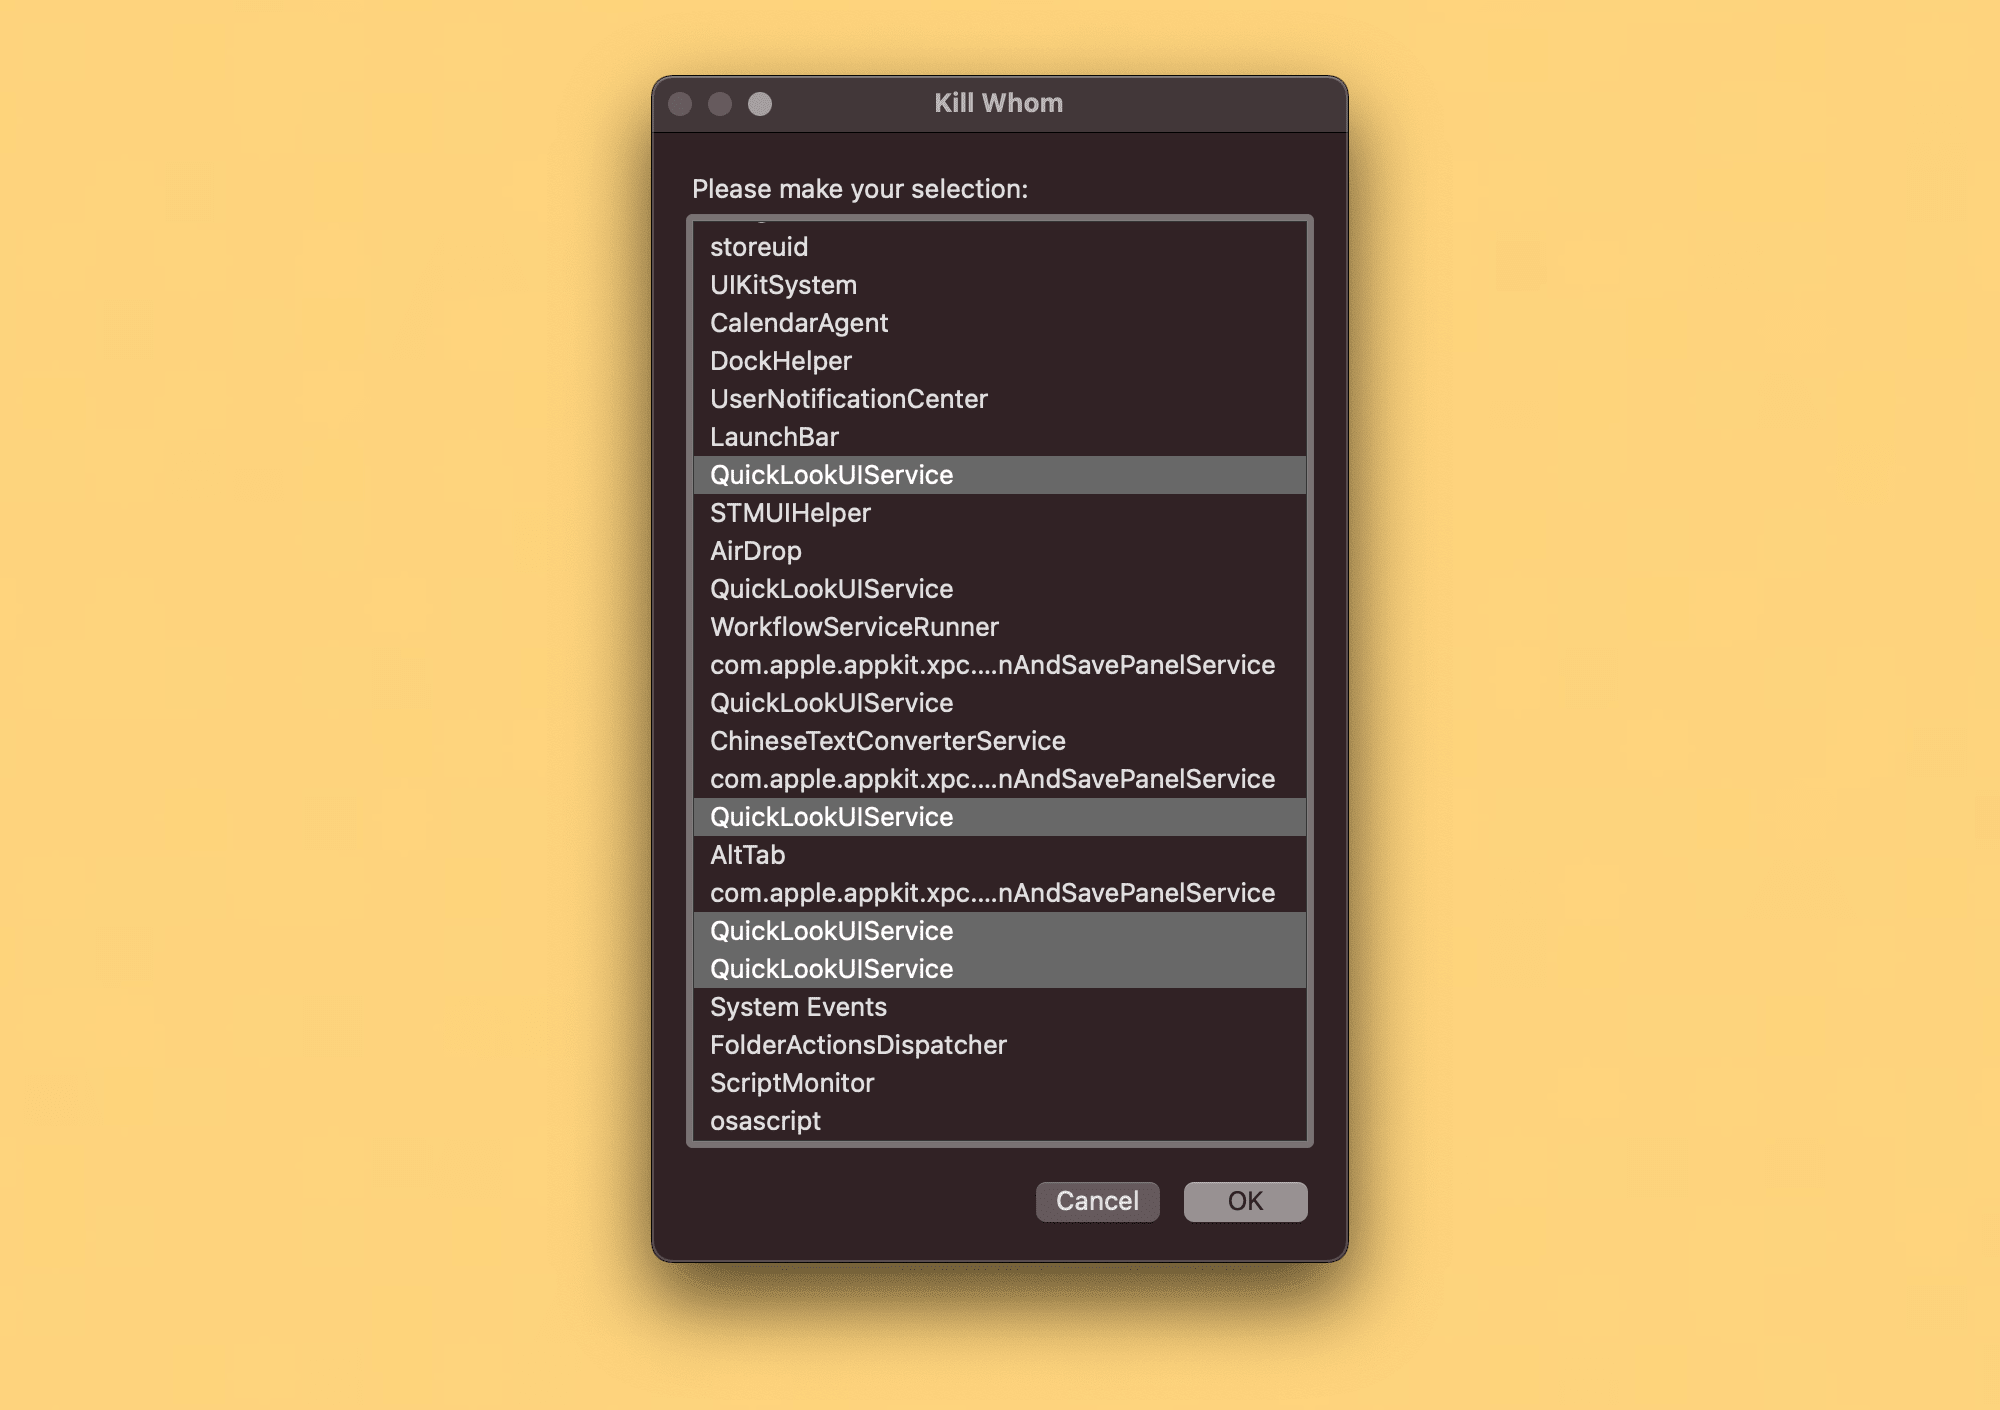 Kill Whom
Please make your selection:
storeuid
UIKitSystem
CalendarAgent
DockHelper
UserNotificationCenter
LaunchBar
QuickLookUIService
STMUIHelper
AirDrop
QuickLookUIService
WorkflowServiceRunner
com.apple.appkit.xpc....nAndSavePanelService
QuickLookUIService
ChineseTextConverterService
com.apple.appkit.xpc....nAndSavePanelService
QuickLookUIService
AltTab
com.apple.appkit.xpc....nAndSavePanelService
QuickLookUIService
QuickLookUIService
System Events
FolderActionsDispatcher
ScriptMonitor
osascript
Cancel OK